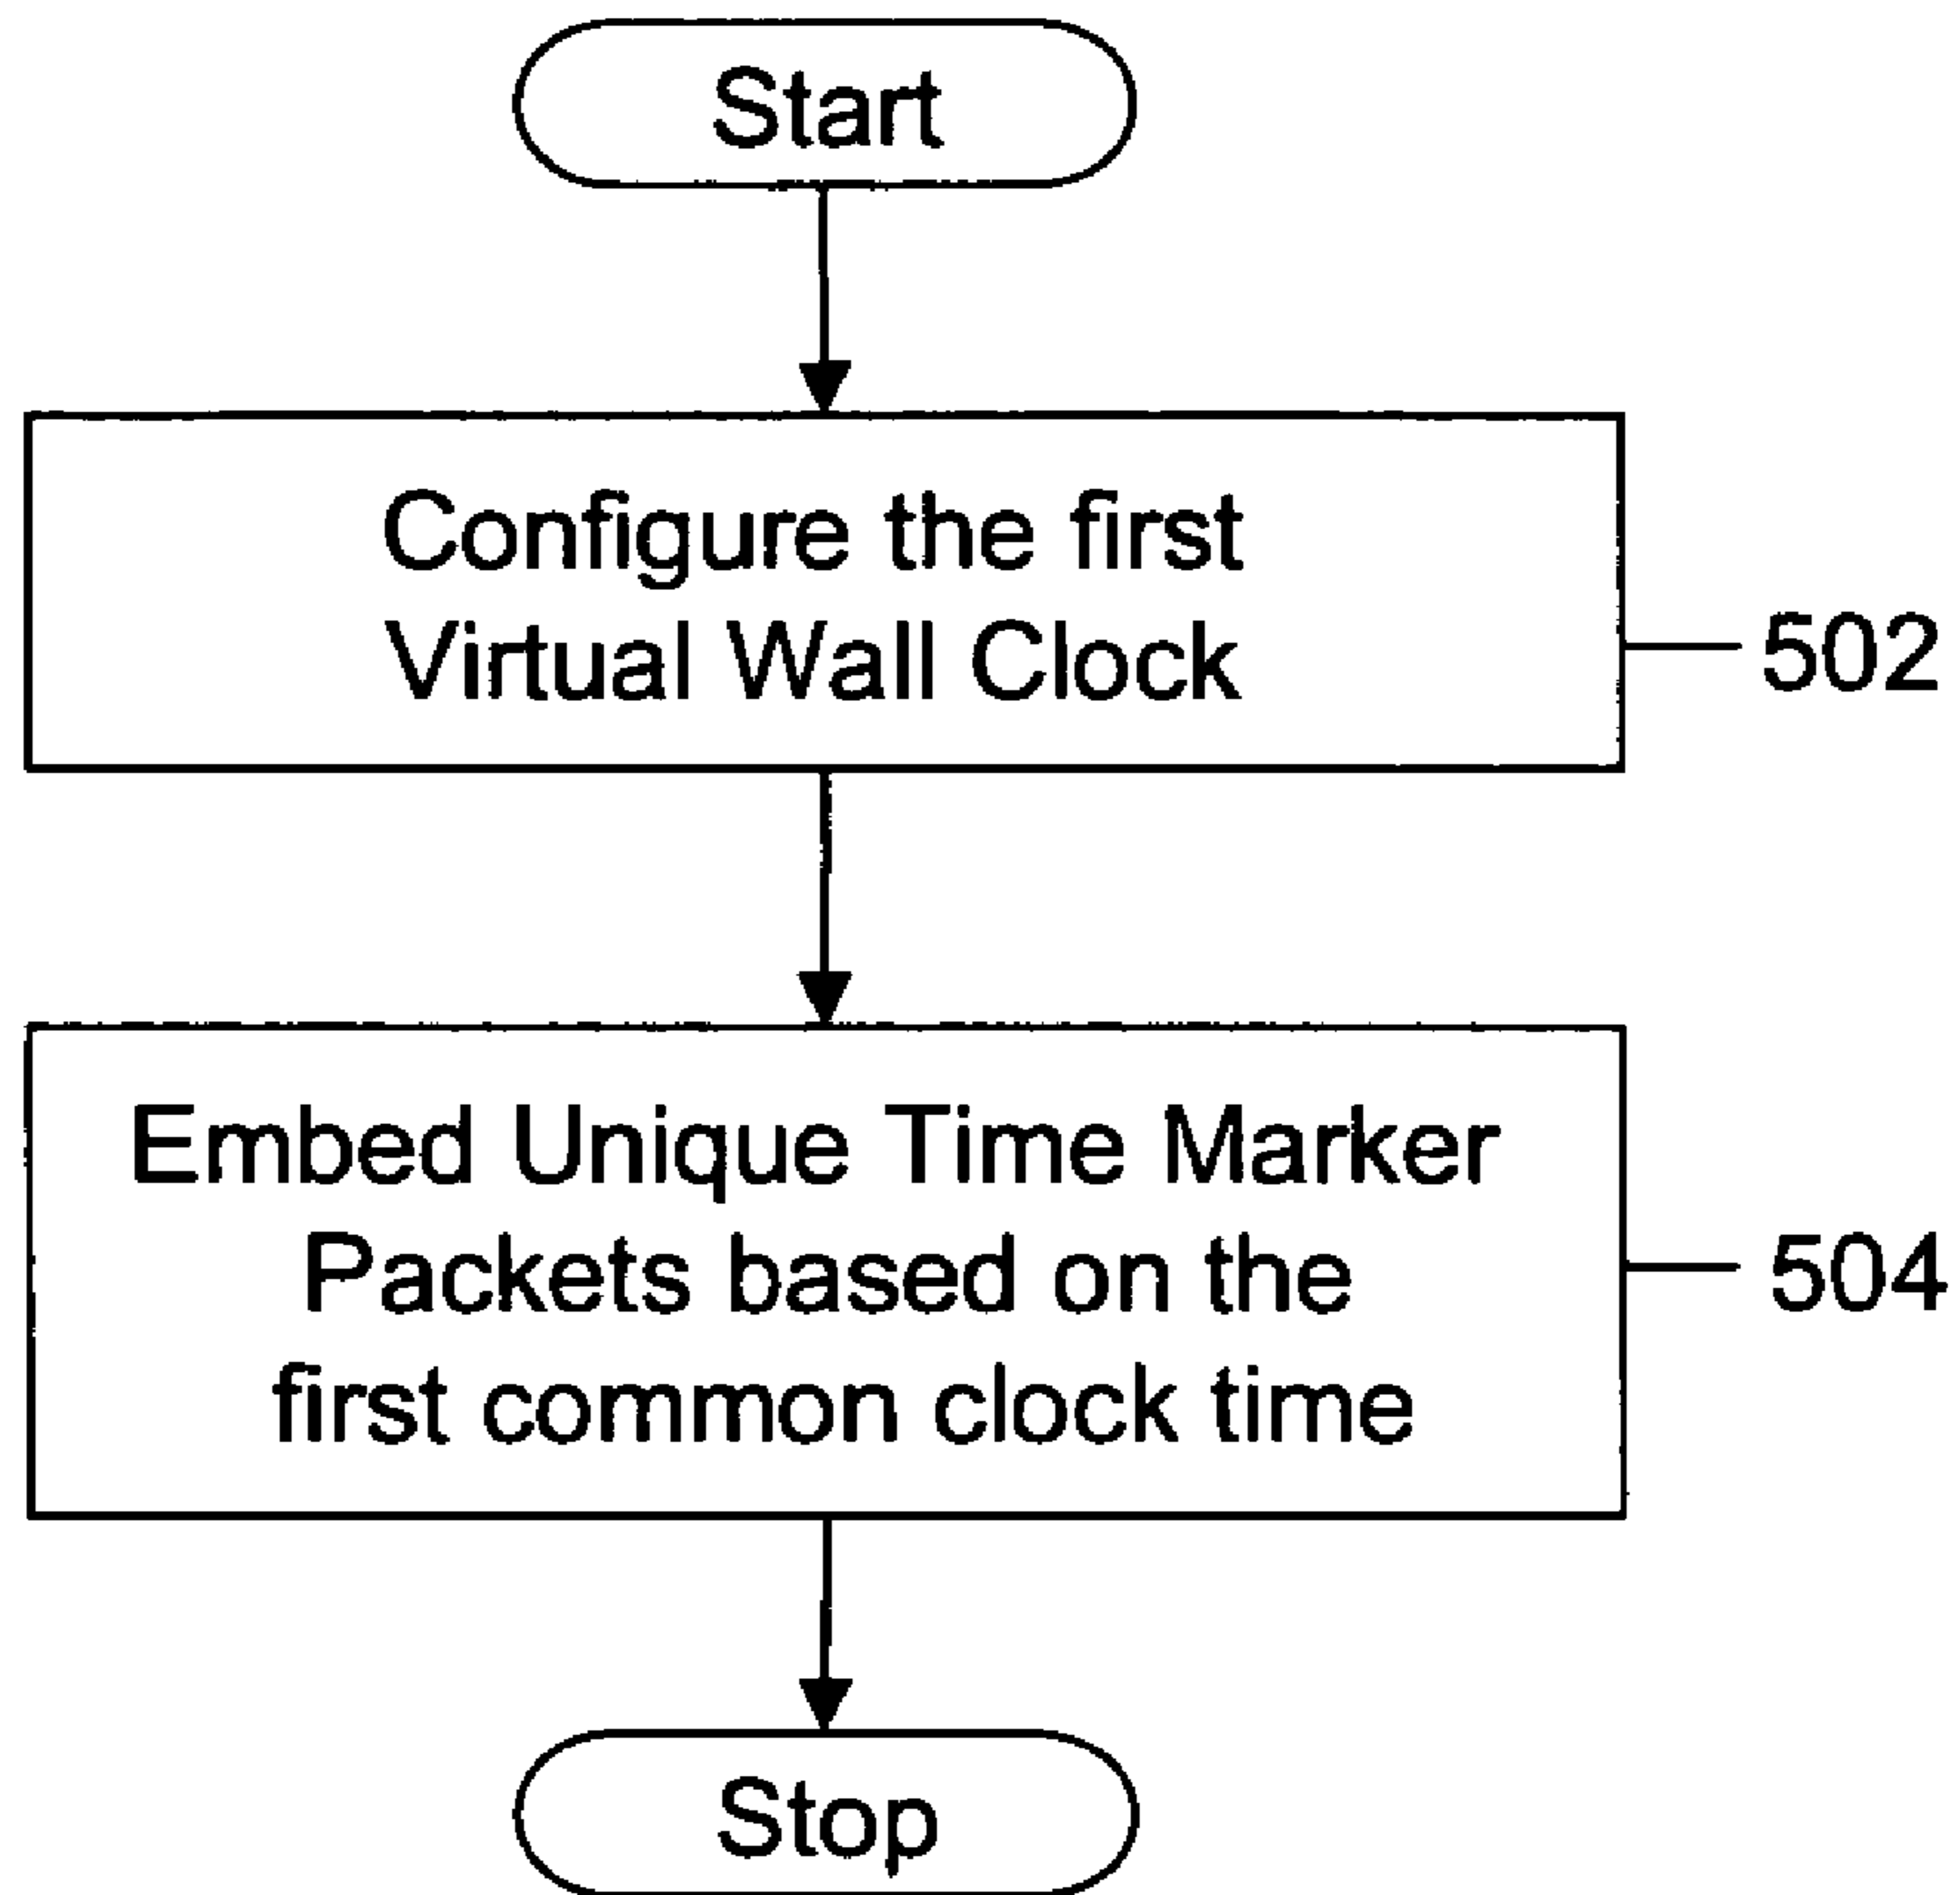 Start
Configure the first
Virtual Wall Clock
502
Embed Unique Time Marker
Packets based on the
first common clock time
504
Stop